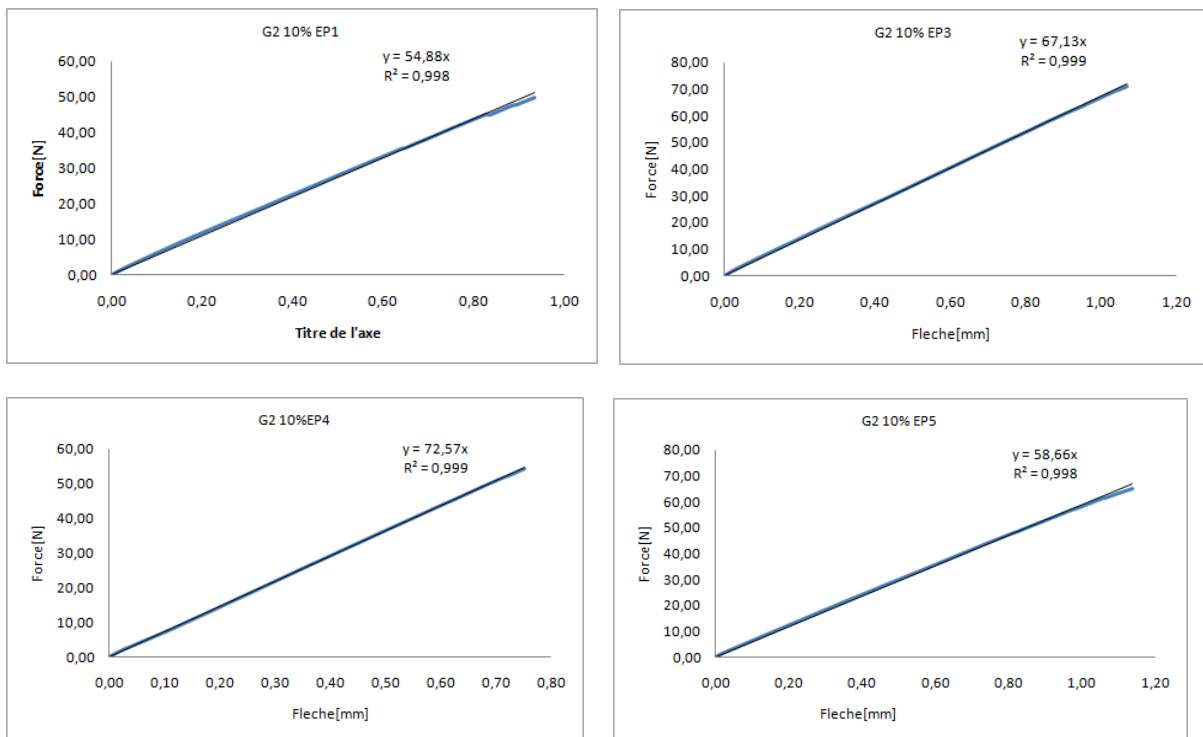 G2 10% EP1
y = 54,88x
R² = 0,998
60,00
50,00
40,00
30,00
20,00
10,00
0,00
Force[N]
0,00 0,20 0,40 0,60 0,80 1,00
Titre de l'axe
G2 10% EP3
y = 67,13x
R² = 0,999
80,00
70,00
60,00
50,00
40,00
30,00
20,00
10,00
0,00
Force[N]
0,00 0,20 0,40 0,60 0,80 1,00 1,20
Fleche[mm]
G2 10%EP4
y = 72,57x
R² = 0,999
60,00
50,00
40,00
30,00
20,00
10,00
0,00
Force[N]
0,00 0,10 0,20 0,30 0,40 0,50 0,60 0,70 0,80
Fleche[mm]
G2 10% EP5
y = 58,66x
R² = 0,998
80,00
70,00
60,00
50,00
40,00
30,00
20,00
10,00
0,00
Force[N]
0,00 0,20 0,40 0,60 0,80 1,00 1,20
Fleche[mm]